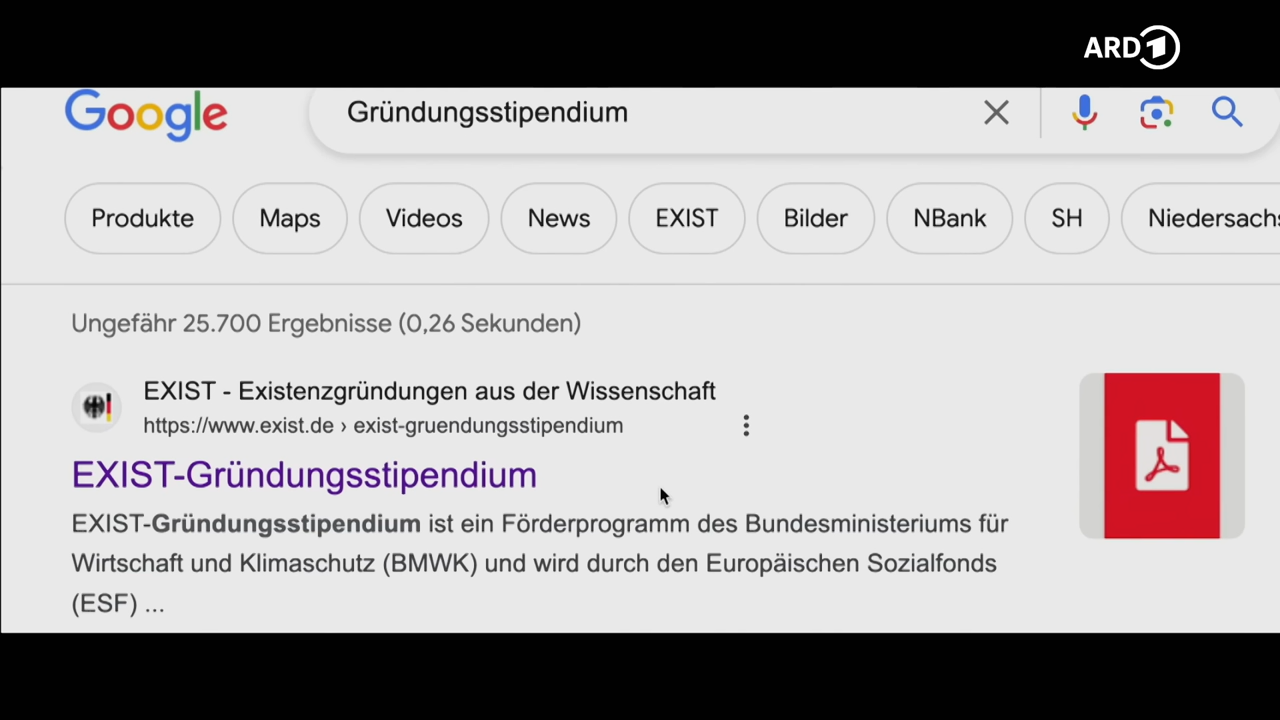 ARD 1
Google
Gründungsstipendium
Produkte Maps Videos News EXIST Bilder NBank SH
Ungefähr 25.700 Ergebnisse (0,26 Sekunden)
EXIST - Existenzgründungen aus der Wissenschaft
https://www.exist.de › exist-gruendungsstipendium
EXIST-Gründungsstipendium
EXIST-Gründungsstipendium ist ein Förderprogramm des Bundesministeriums für
Wirtschaft und Klimaschutz (BMWK) und wird durch den Europäischen Sozialfonds
(ESF) ...